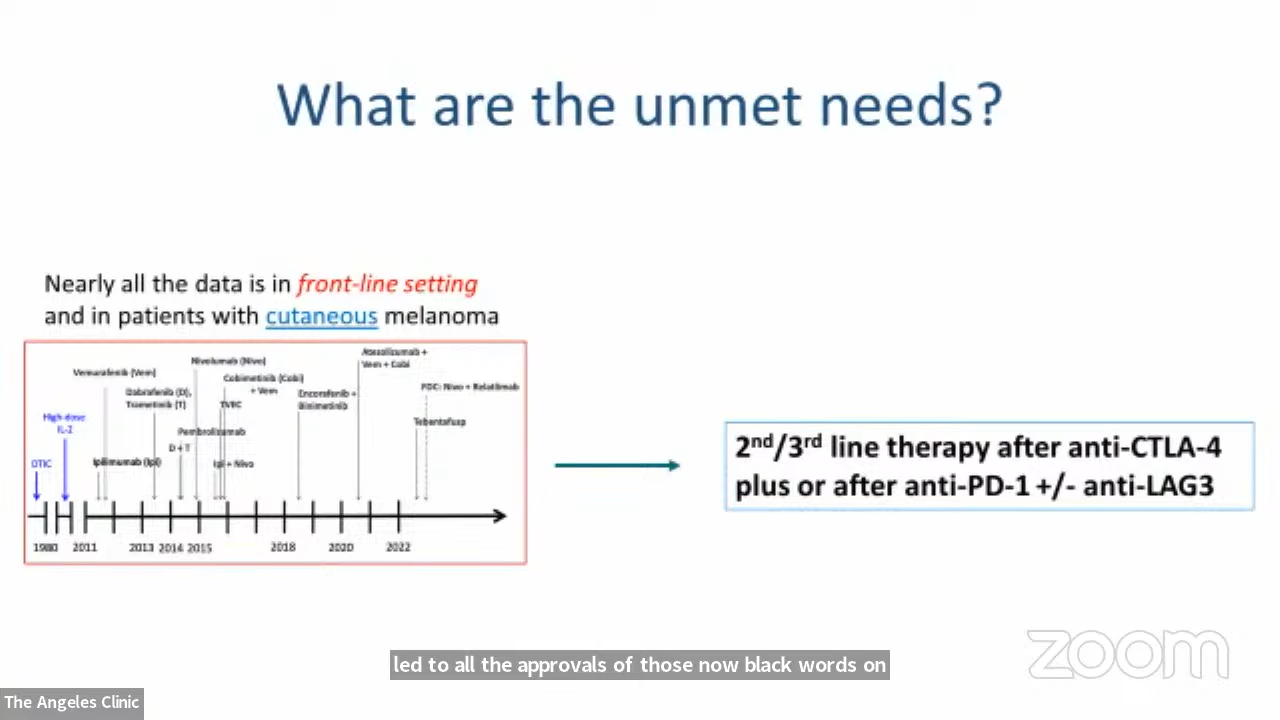 What are the unmet needs?
Nearly all the data is in front-line setting
and in patients with cutaneous melanoma
Atezolizumab +
Vem + Cobi
Nivolumab (Nivo)
Vemurafenib (Vem)
Cobimetinib (Cobi)
+ Vem
FDC: Nivo + Relatlimab
Dabrafenib (D),
Trametinib (T)
TVEC
Encorafenib +
Binimetinib
High-dose
IL-2
Tebentafusp
Pembrolizumab
D + T
DTIC
Ipilimumab (Ipi)
Ipi + Nivo
1980 2011 2013 2014 2015 2018 2020 2022
2nd/3rd line therapy after anti-CTLA-4
plus or after anti-PD-1 +/- anti-LAG3
zoom
led to all the approvals of those now black words on
The Angeles Clinic